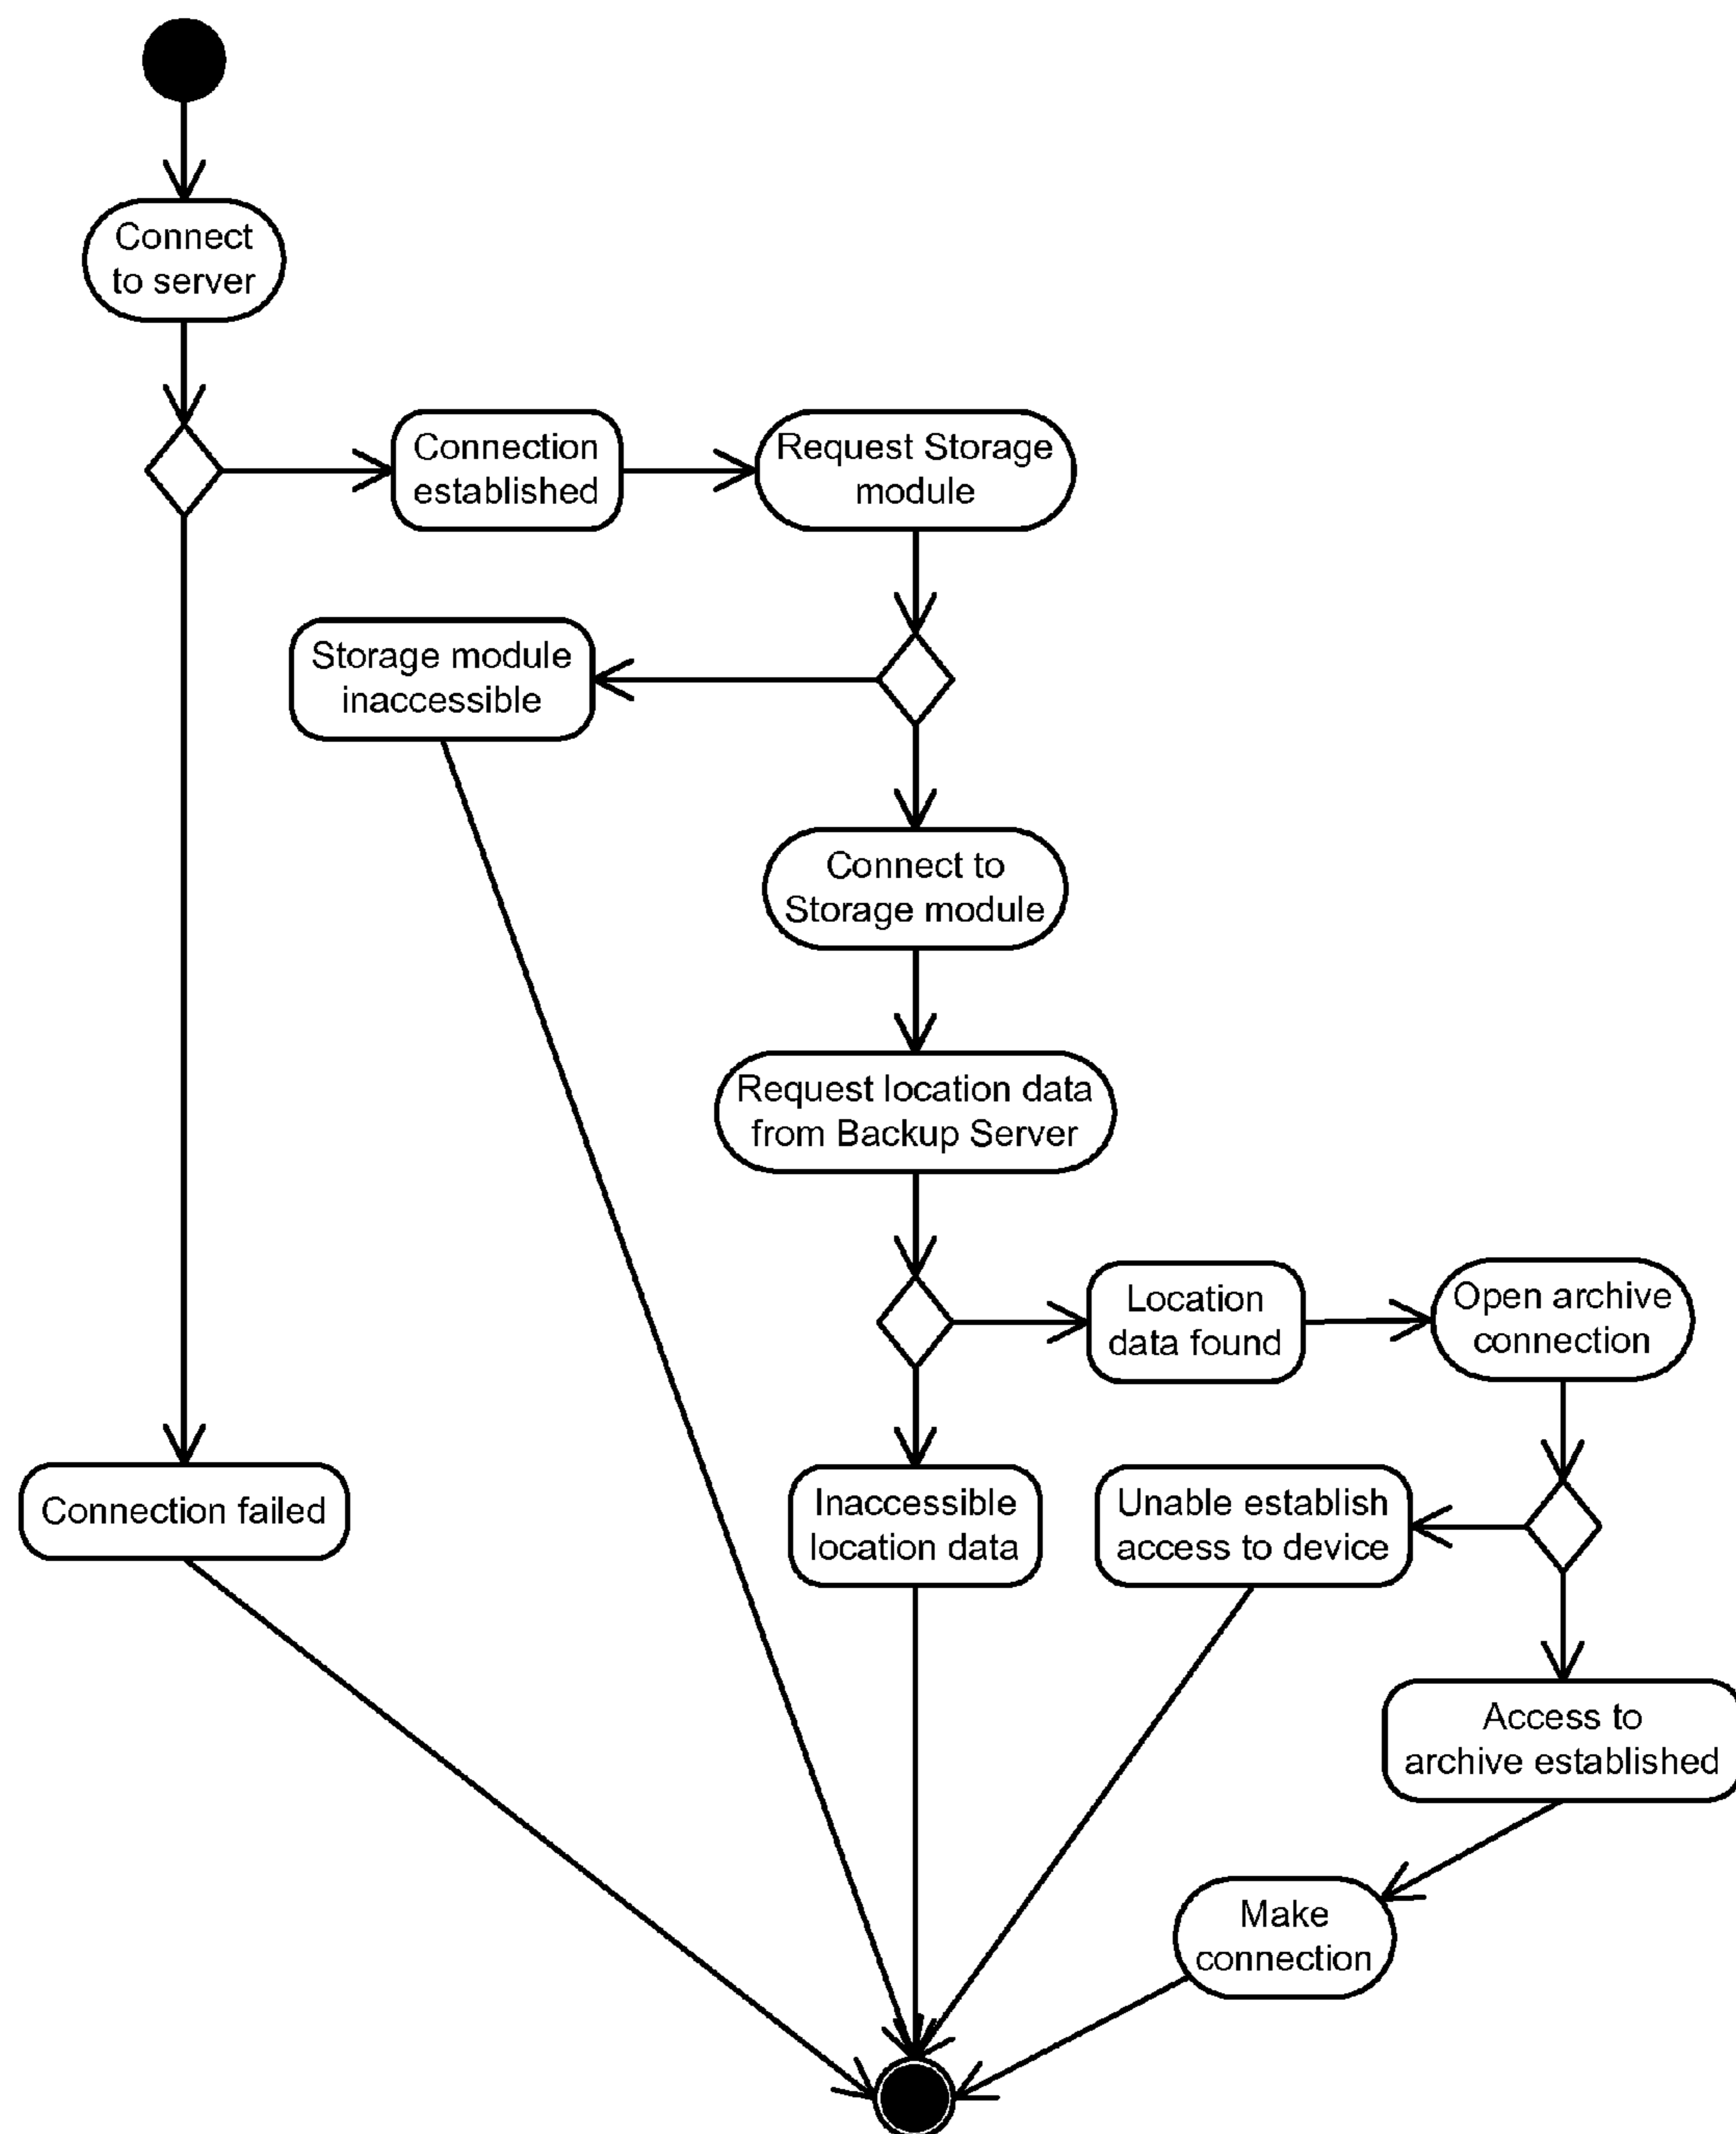 Connect
to server
Connection
established
Request Storage
module
Storage module
inaccessible
Connect to
Storage module
Request location data
from Backup Server
Location
data found
Open archive
connection
Connection failed
Inaccessible
location data
Unable establish
access to device
Access to
archive established
Make
connection